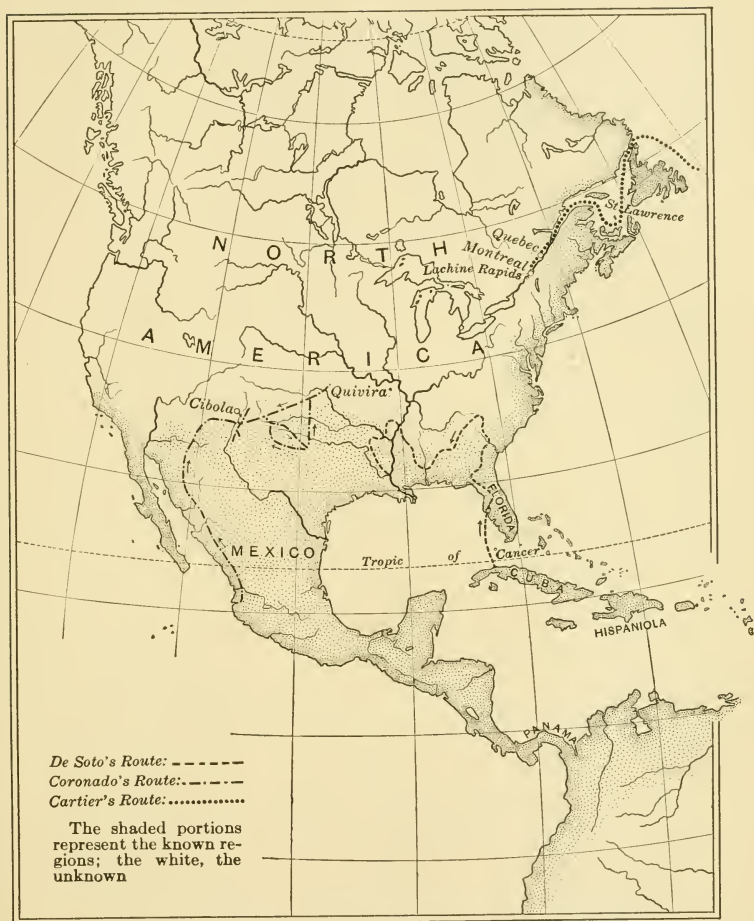 NORTH
AMERICA
St Lawrence
Quebec
Montreal
Lachine Rapids
Cibola
Quivira
FLORIDA
MEXICO
Tropic of Cancer
CUBA
HISPANIOLA
PANAMA
De Soto's Route:
Coronado's Route:
Cartier's Route:
The shaded portions
represent the known re-
gions; the white, the
unknown